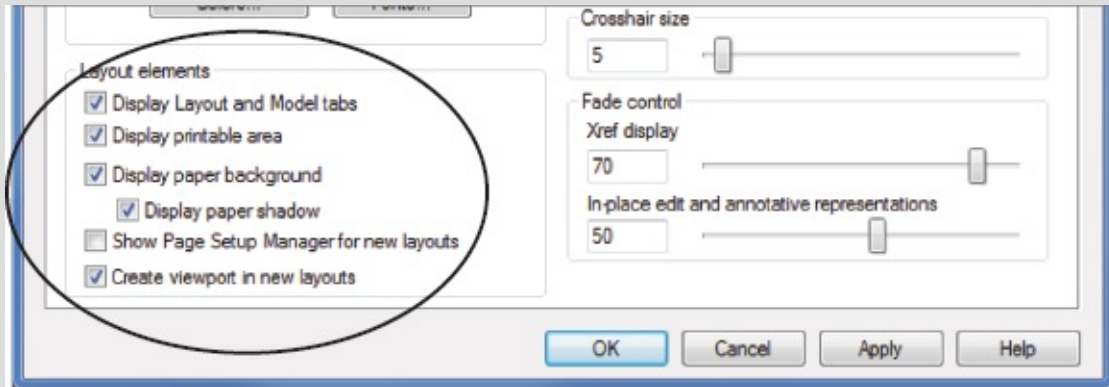 Layout elements
Display Layout and Model tabs
Display printable area
Display paper background
Display paper shadow
Show Page Setup Manager for new layouts
Create viewport in new layouts
Crosshair size
5
Fade control
Xref display
70
In-place edit and annotative representations
50
OK
Cancel
Apply
Help